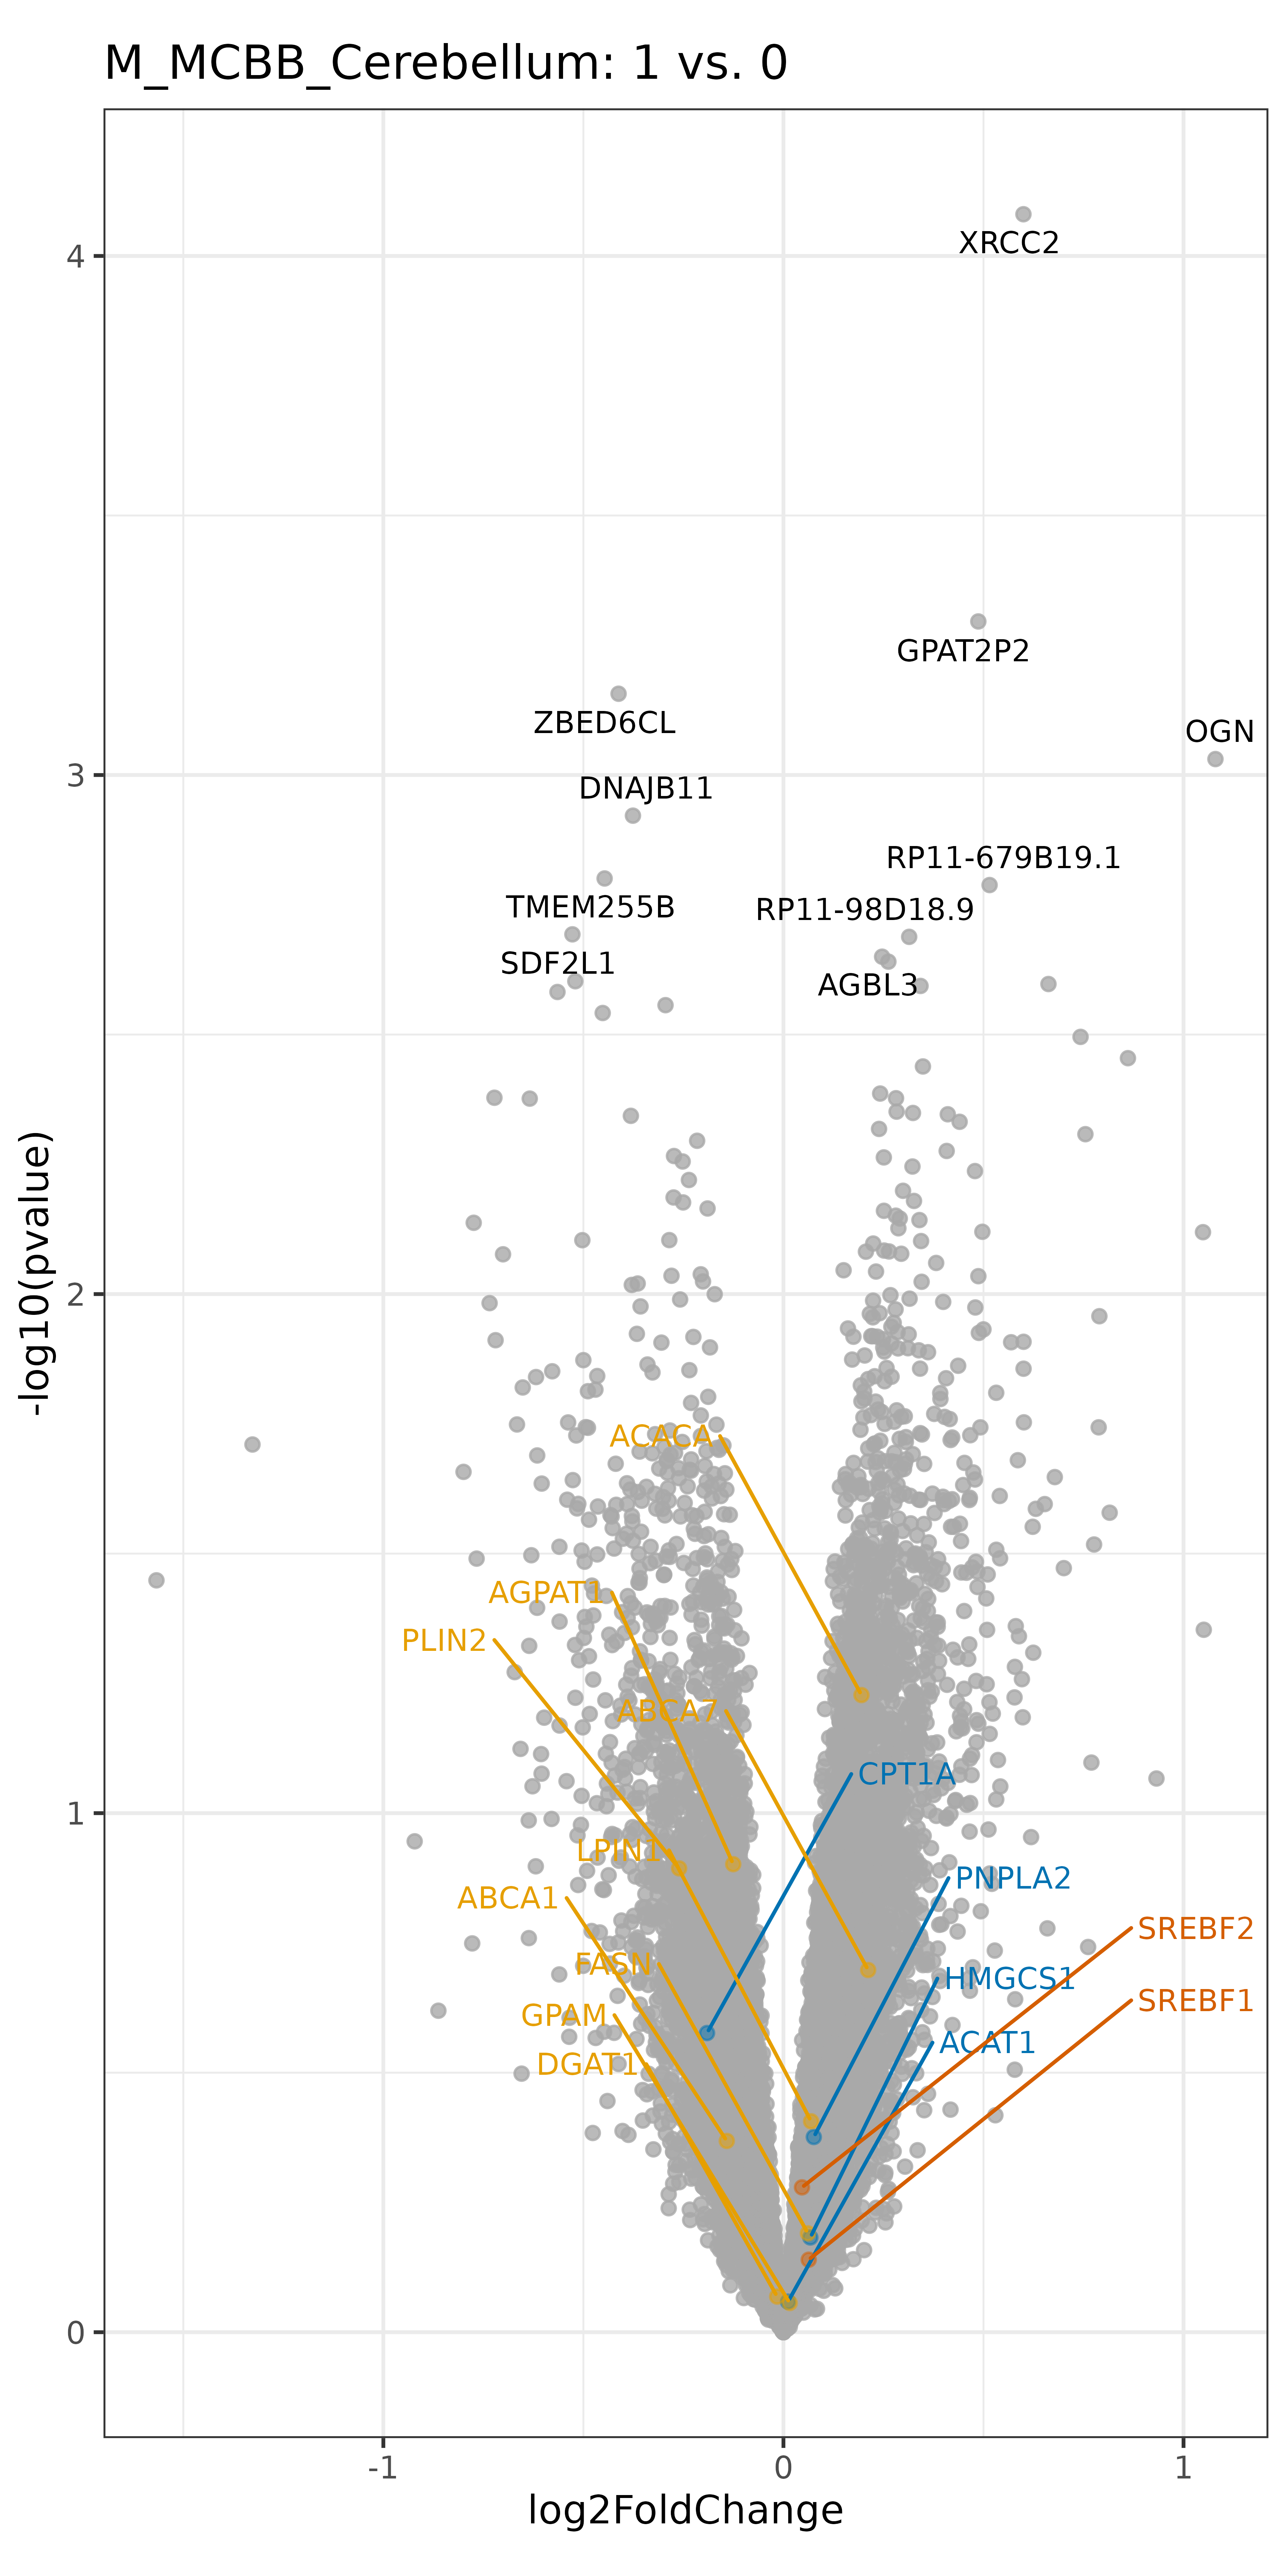 M_MCBB_Cerebellum: 1 vs. 0
XRCC2
4
GPAT2P2
ZBED6CL
OGN
3
DNAJB11
RP11-679B19.1
TMEM255B
RP11-98D18.9
SDF2L1
AGBL3
-log10(pvalue)
2
ACACA
AGPAT1
PLIN2
ABCA7
CPT1A
1
LPIN1
PNPLA2
ABCA1
SREBF2
FASN
HMGCS1
SREBF1
GPAM
ACAT1
DGAT1
0
-1
0
1
log2FoldChange